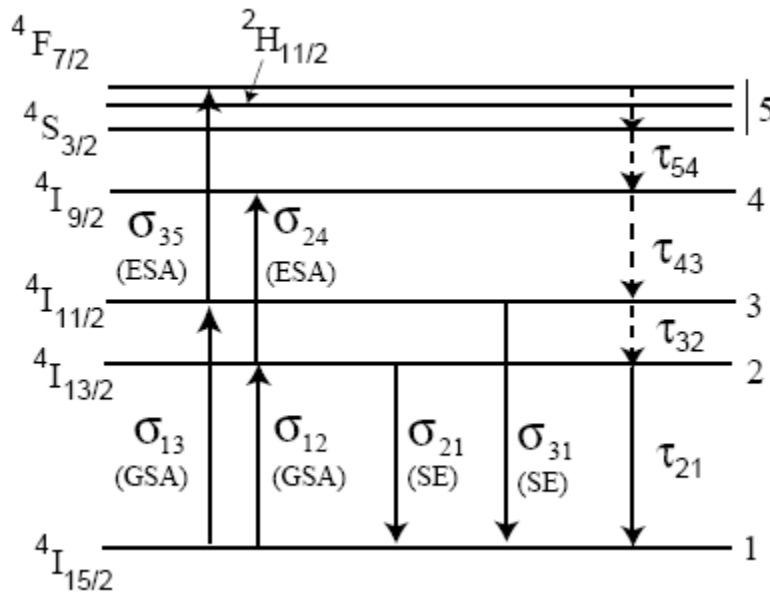 ⁴F₇/₂
²H₁₁/₂
⁴S₃/₂
5
τ₅₄
⁴I₉/₂
4
σ₃₅
(ESA)
σ₂₄
(ESA)
τ₄₃
⁴I₁₁/₂
3
τ₃₂
⁴I₁₃/₂
2
σ₁₃
(GSA)
σ₁₂
(GSA)
σ₂₁
(SE)
σ₃₁
(SE)
τ₂₁
⁴I₁₅/₂
1